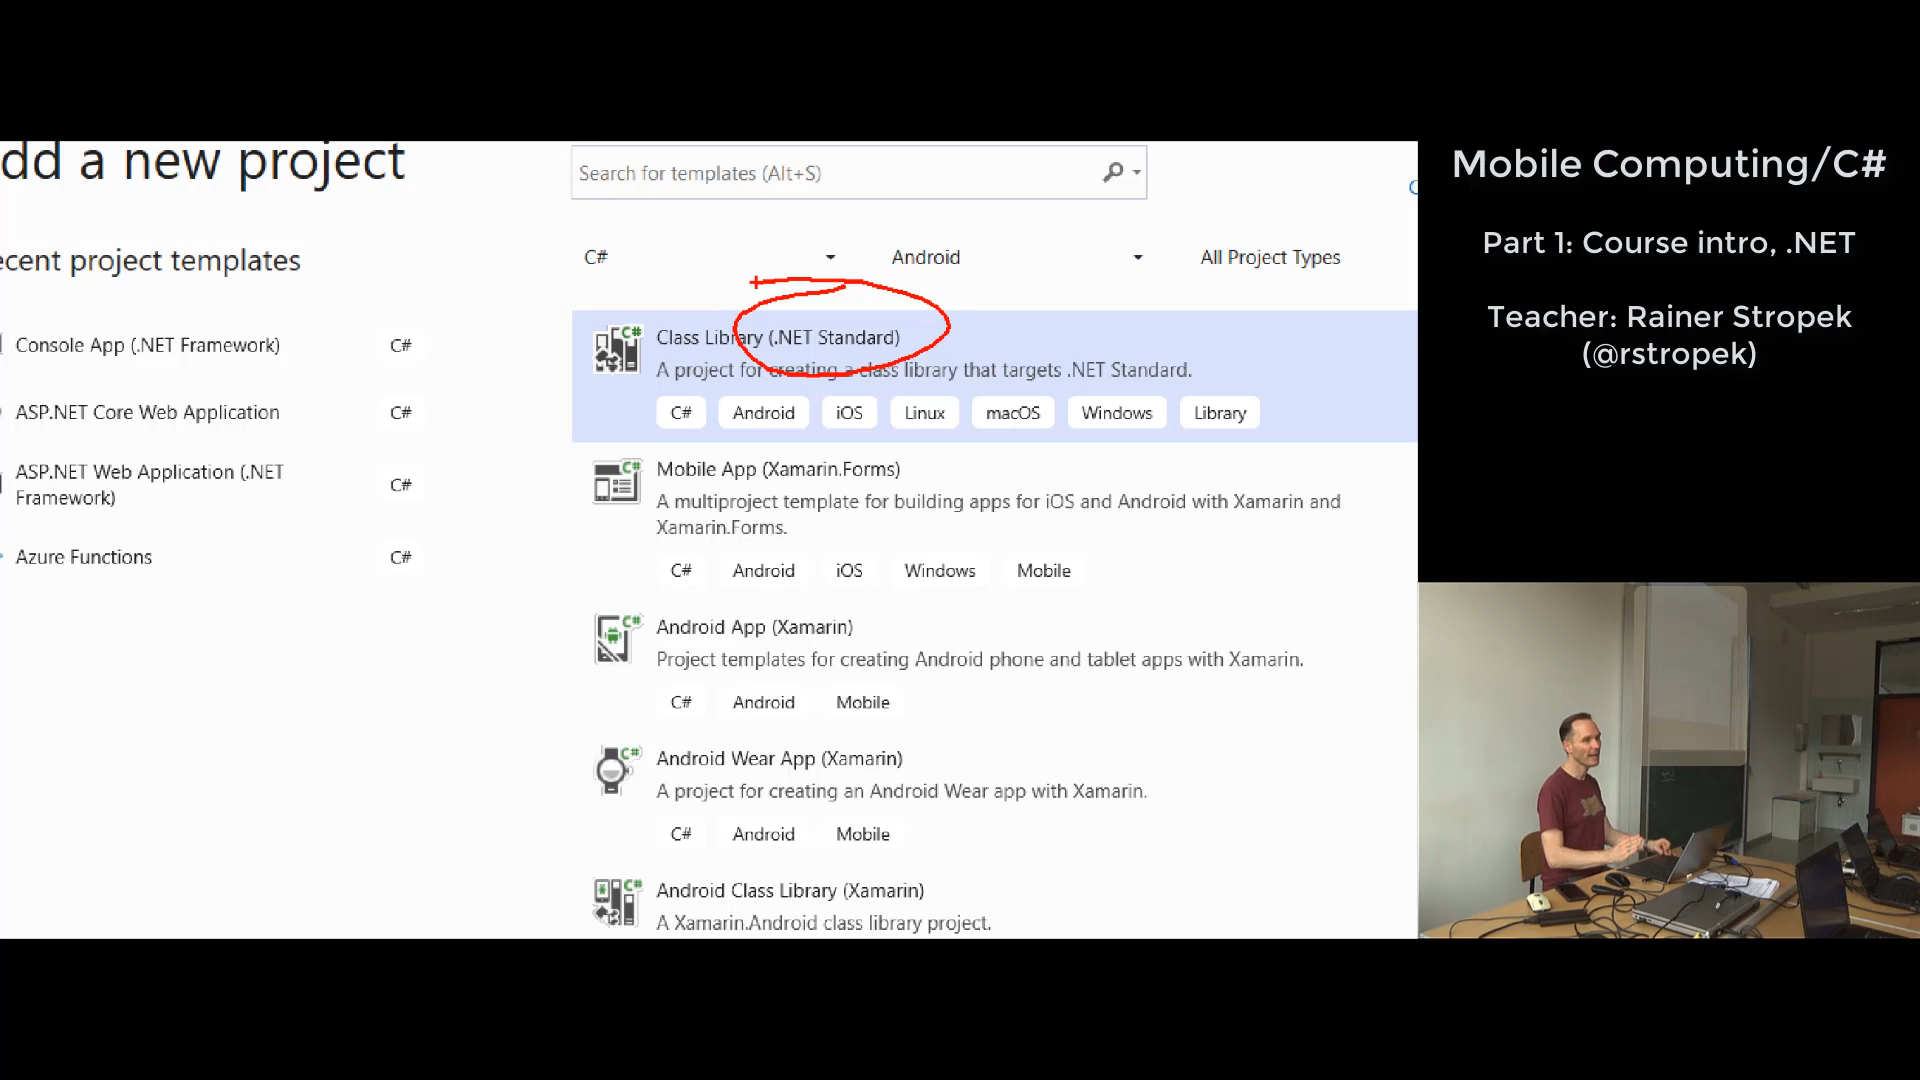 dd a new project
Search for templates (Alt+S)
ecent project templates
C#
Android
All Project Types
Console App (.NET Framework)
C#
ASP.NET Core Web Application
C#
ASP.NET Web Application (.NET
Framework)
C#
Azure Functions
C#
Class Library (.NET Standard)
A project for creating a class library that targets .NET Standard.
C# Android iOS Linux macOS Windows Library
Mobile App (Xamarin.Forms)
A multiproject template for building apps for iOS and Android with Xamarin and
Xamarin.Forms.
C# Android iOS Windows Mobile
Android App (Xamarin)
Project templates for creating Android phone and tablet apps with Xamarin.
C# Android Mobile
Android Wear App (Xamarin)
A project for creating an Android Wear app with Xamarin.
C# Android Mobile
Android Class Library (Xamarin)
A Xamarin.Android class library project.
Mobile Computing/C#
Part 1: Course intro, .NET
Teacher: Rainer Stropek
(@rstropek)